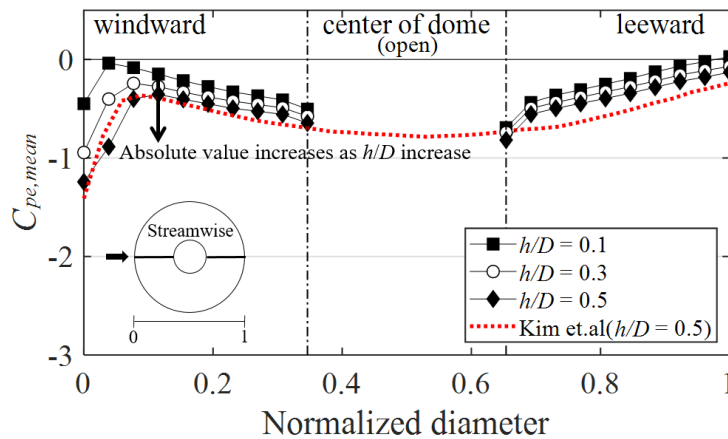 windward
center of dome
(open)
leeward
0
-1
-2
-3
C_{pe,mean}
Absolute value increases as h/D increase
Streamwise
0
1
h/D = 0.1
h/D = 0.3
h/D = 0.5
Kim et.al(h/D = 0.5)
0
0.2
0.4
0.6
0.8
1
Normalized diameter